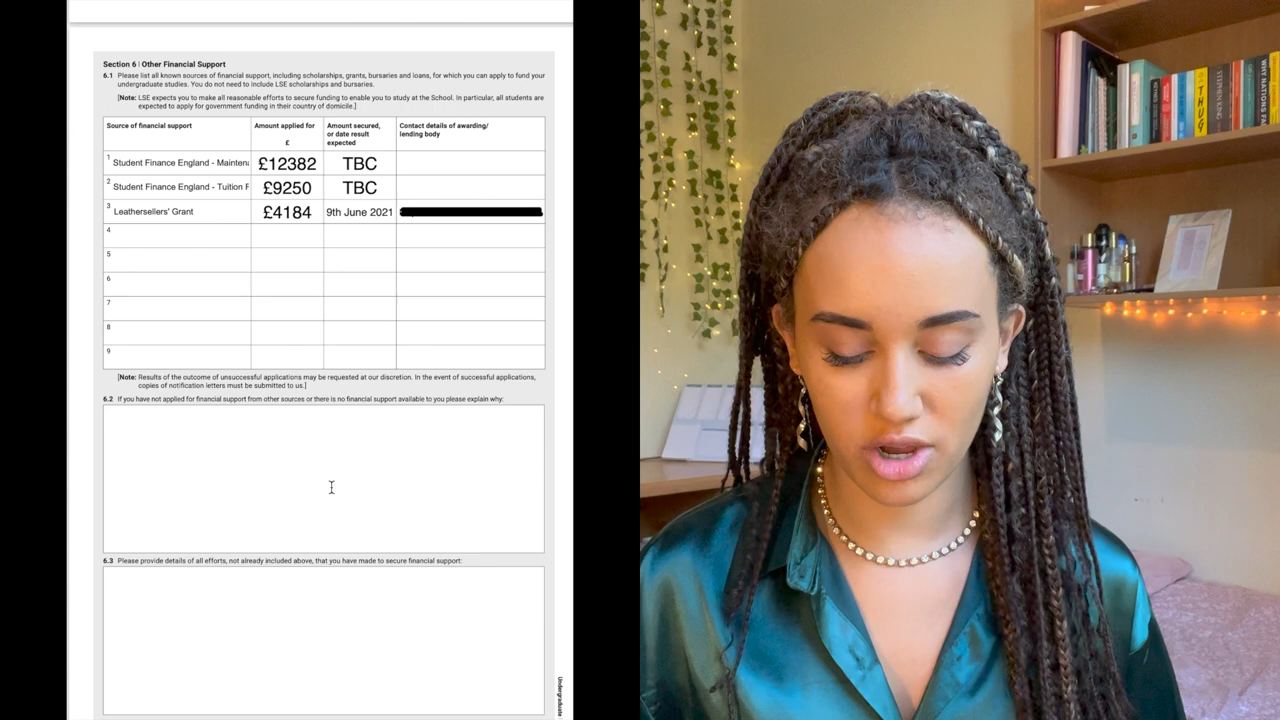 Section 6 | Other Financial Support
6.1 Please list all known sources of financial support, including scholarships, grants, bursaries and loans, for which you can apply to fund your
undergraduate studies. You do not need to include LSE scholarships and bursaries.
[Note: LSE expects you to make all reasonable efforts to secure funding to enable you to study at the School. In particular, all students are
expected to apply for government funding in their country of domicile.]
Source of financial support
Amount applied for
£
Amount secured,
or date result
expected
Contact details of awarding/
lending body
1 Student Finance England - Maintena £12382 TBC
2 Student Finance England - Tuition F £9250 TBC
3 Leathersellers' Grant £4184 9th June 2021
4
5
6
7
8
9
[Note: Results of the outcome of unsuccessful applications may be requested at our discretion. In the event of successful applications,
copies of notification letters must be submitted to us.]
6.2 If you have not applied for financial support from other sources or there is no financial support available to you please explain why:
6.3 Please provide details of all efforts, not already included above, that you have made to secure financial support:
Undergraduate
STEPHEN KING
WHY NATIONS FA
THUG